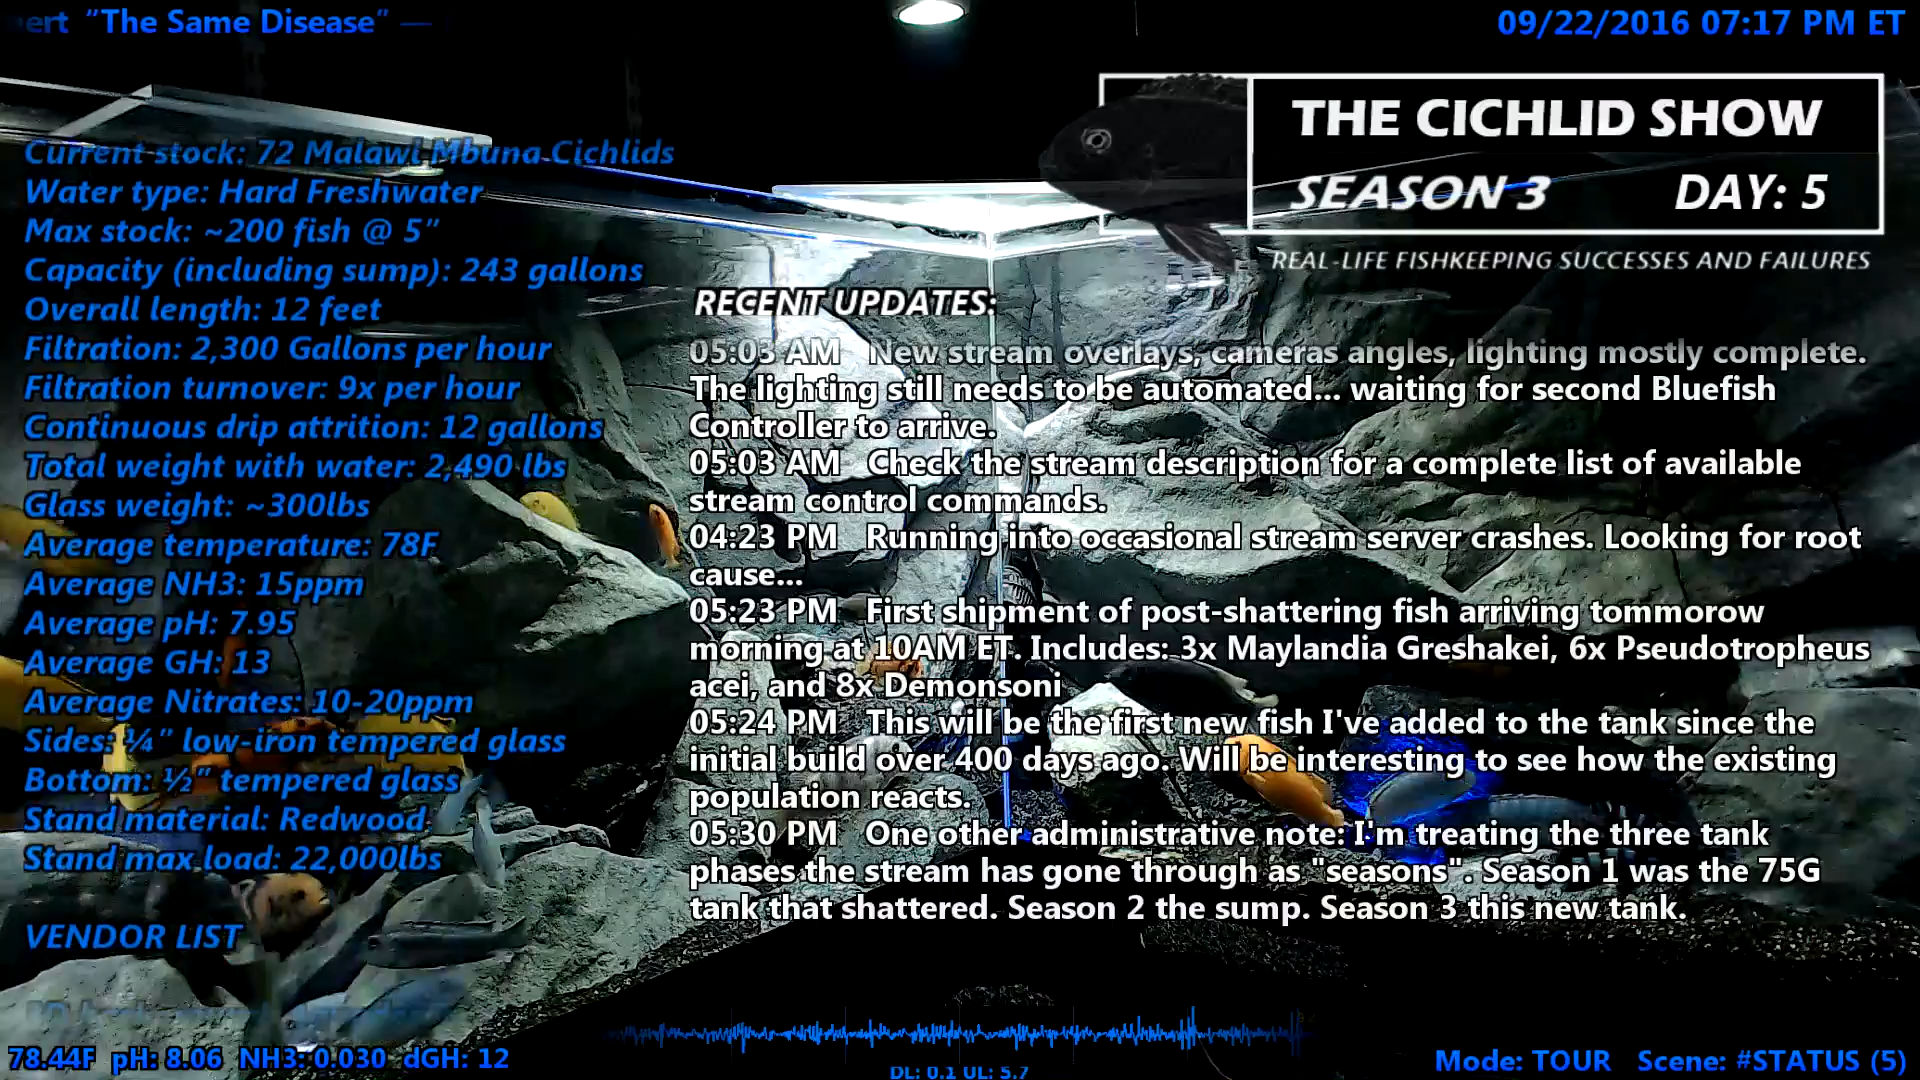 "The Same Disease" —
09/22/2016 07:17 PM ET
THE CICHLID SHOW
SEASON 3 DAY: 5
REAL-LIFE FISHKEEPING SUCCESSES AND FAILURES
Current stock: 72 Malawi Mbuna Cichlids
Water type: Hard Freshwater
Max stock: ~200 fish @ 5"
Capacity (including sump): 243 gallons
Overall length: 12 feet
Filtration: 2,300 Gallons per hour
Filtration turnover: 9x per hour
Continuous drip attrition: 12 gallons
Total weight with water: 2,490 lbs
Glass weight: ~300lbs
Average temperature: 78F
Average NH3: 15ppm
Average pH: 7.95
Average GH: 13
Average Nitrates: 10-20ppm
Sides: ¼" low-iron tempered glass
Bottom: ½" tempered glass
Stand material: Redwood
Stand max load: 22,000lbs
VENDOR LIST
RECENT UPDATES:
05:03 AM New stream overlays, cameras angles, lighting mostly complete.
The lighting still needs to be automated... waiting for second Bluefish
Controller to arrive.
05:03 AM Check the stream description for a complete list of available
stream control commands.
04:23 PM Running into occasional stream server crashes. Looking for root
cause...
05:23 PM First shipment of post-shattering fish arriving tommorow
morning at 10AM ET. Includes: 3x Maylandia Greshakei, 6x Pseudotropheus
acei, and 8x Demonsoni
05:24 PM This will be the first new fish I've added to the tank since the
initial build over 400 days ago. Will be interesting to see how the existing
population reacts.
05:30 PM One other administrative note: I'm treating the three tank
phases the stream has gone through as "seasons". Season 1 was the 75G
tank that shattered. Season 2 the sump. Season 3 this new tank.
78.44F pH: 8.06 NH3: 0.030 dGH: 12
DL: 0.1 UL: 5.7
Mode: TOUR Scene: #STATUS (5)